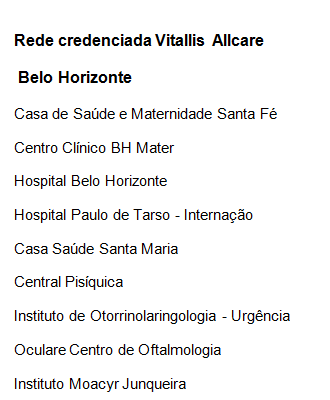 Rede credenciada Vitallis Allcare
Belo Horizonte
Casa de Saúde e Maternidade Santa Fé
Centro Clínico BH Mater
Hospital Belo Horizonte
Hospital Paulo de Tarso - Internação
Casa Saúde Santa Maria
Central Pisíquica
Instituto de Otorrinolaringologia - Urgência
Oculare Centro de Oftalmologia
Instituto Moacyr Junqueira